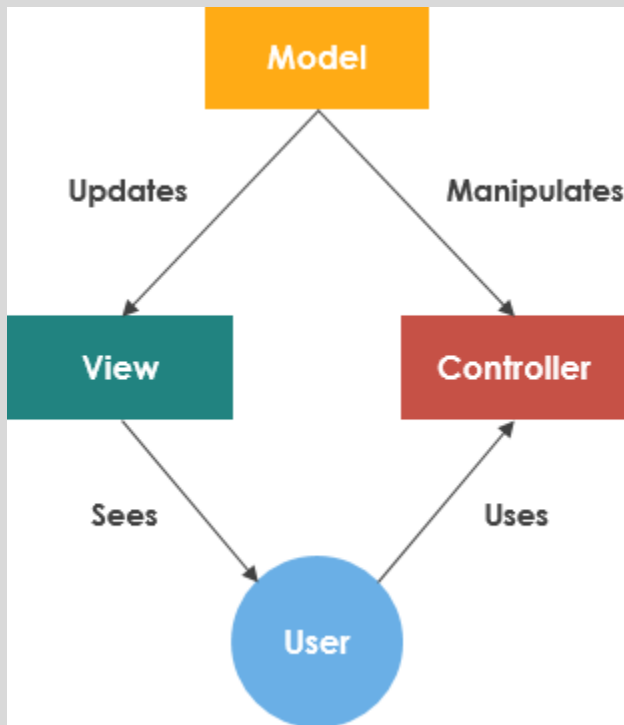 Model
Updates
Manipulates
View
Controller
Sees
Uses
User